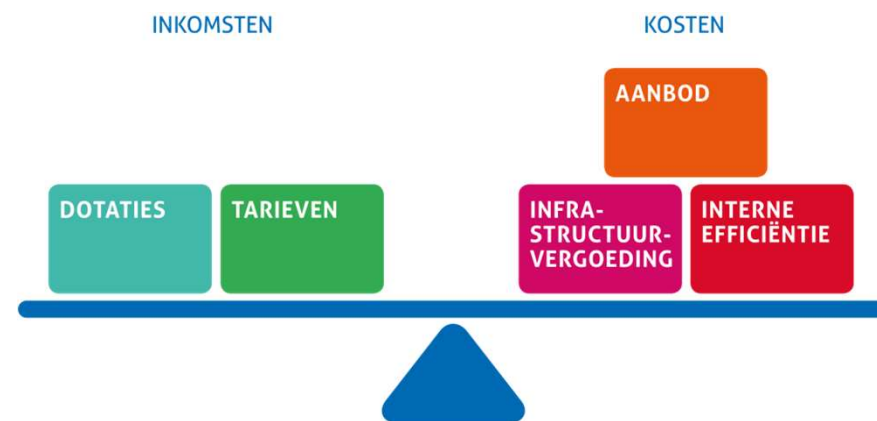 INKOMSTEN
KOSTEN
AANBOD
DOTATIES
TARIEVEN
INFRA-
STRUCTUUR-
VERGOEDING
INTERNE
EFFICIËNTIE